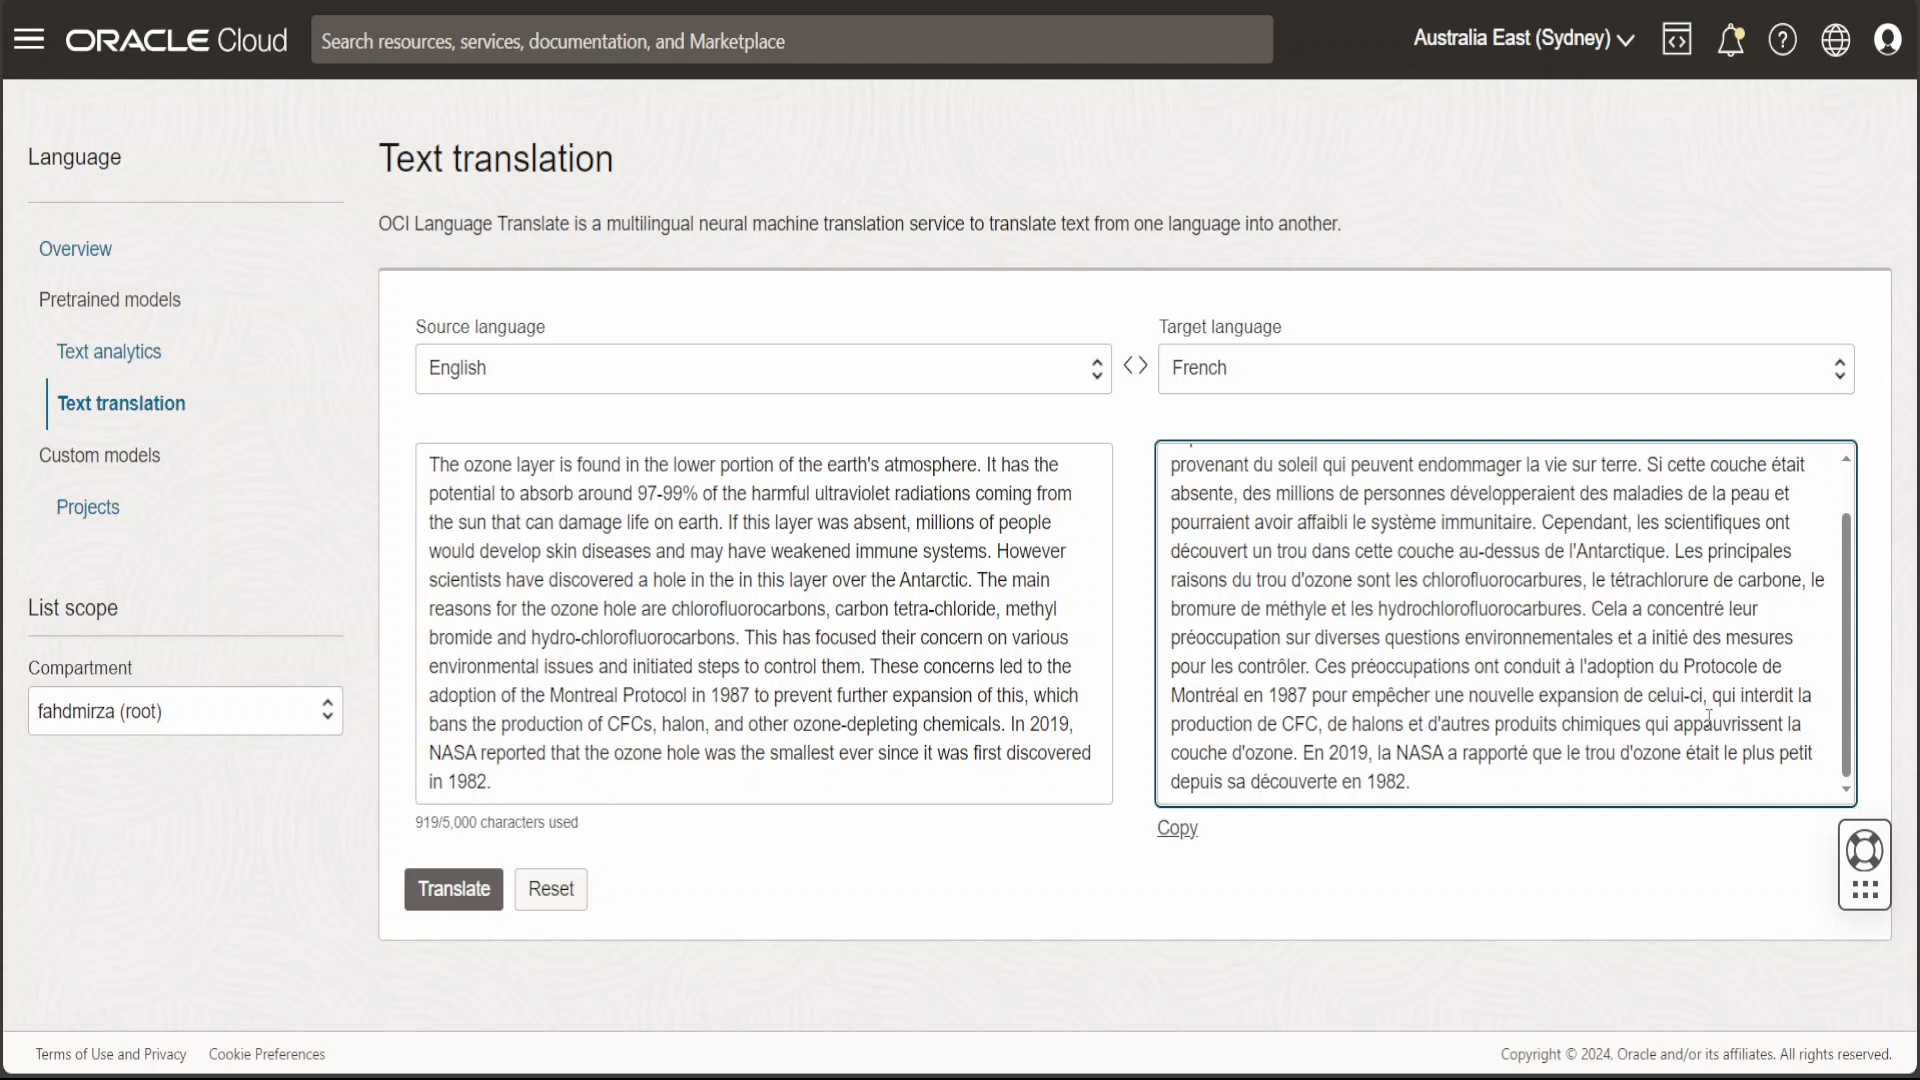 ORACLE Cloud
Search resources, services, documentation, and Marketplace
Australia East (Sydney)
Language
Overview
Pretrained models
Text analytics
Text translation
Custom models
Projects
List scope
Compartment
fahdmirza (root)
Text translation
OCI Language Translate is a multilingual neural machine translation service to translate text from one language into another.
Source language
English
The ozone layer is found in the lower portion of the earth's atmosphere. It has the
potential to absorb around 97-99% of the harmful ultraviolet radiations coming from
the sun that can damage life on earth. If this layer was absent, millions of people
would develop skin diseases and may have weakened immune systems. However
scientists have discovered a hole in the in this layer over the Antarctic. The main
reasons for the ozone hole are chlorofluorocarbons, carbon tetra-chloride, methyl
bromide and hydro-chlorofluorocarbons. This has focused their concern on various
environmental issues and initiated steps to control them. These concerns led to the
adoption of the Montreal Protocol in 1987 to prevent further expansion of this, which
bans the production of CFCs, halon, and other ozone-depleting chemicals. In 2019,
NASA reported that the ozone hole was the smallest ever since it was first discovered
in 1982.
919/5,000 characters used
Translate
Reset
Target language
French
provenant du soleil qui peuvent endommager la vie sur terre. Si cette couche était
absente, des millions de personnes développeraient des maladies de la peau et
pourraient avoir affaibli le système immunitaire. Cependant, les scientifiques ont
découvert un trou dans cette couche au-dessus de l'Antarctique. Les principales
raisons du trou d'ozone sont les chlorofluorocarbures, le tétrachlorure de carbone, le
bromure de méthyle et les hydrochlorofluorocarbures. Cela a concentré leur
préoccupation sur diverses questions environnementales et a initié des mesures
pour les contrôler. Ces préoccupations ont conduit à l'adoption du Protocole de
Montréal en 1987 pour empêcher une nouvelle expansion de celui-ci, qui interdit la
production de CFC, de halons et d'autres produits chimiques qui appauvrissent la
couche d'ozone. En 2019, la NASA a rapporté que le trou d'ozone était le plus petit
depuis sa découverte en 1982.
Copy
Terms of Use and Privacy
Cookie Preferences
Copyright © 2024, Oracle and/or its affiliates. All rights reserved.